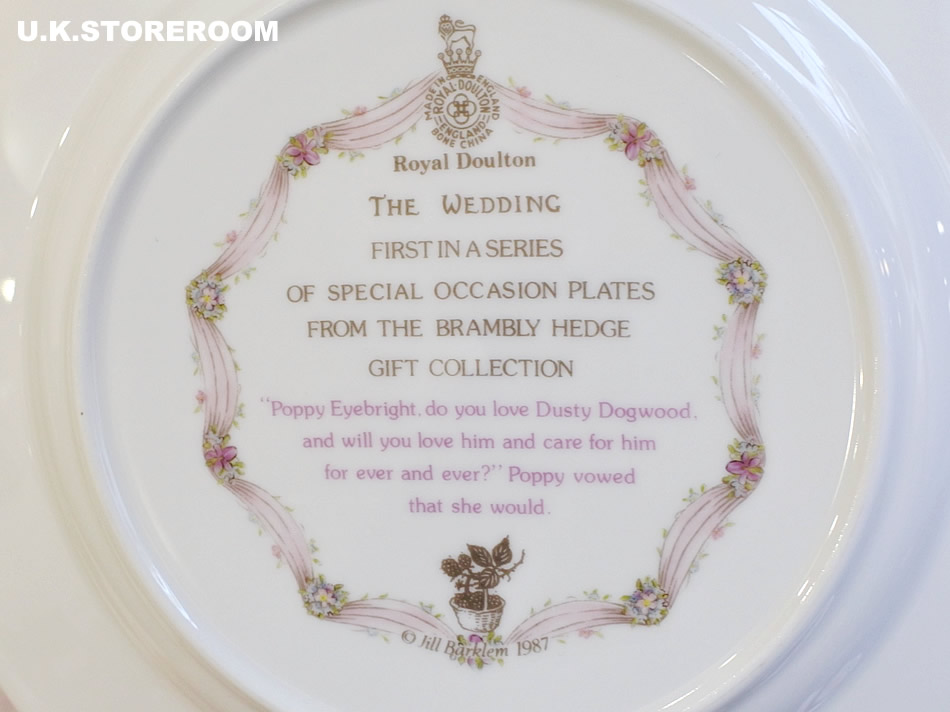 U.K.STOREROOM
MADE IN ENGLAND
ROYAL·DOULTON
ENGLAND
BONE CHINA
Royal Doulton
THE WEDDING
FIRST IN A SERIES
OF SPECIAL OCCASION PLATES
FROM THE BRAMBLY HEDGE
GIFT COLLECTION
“Poppy Eyebright, do you love Dusty Dogwood,
and will you love him and care for him
for ever and ever?” Poppy vowed
that she would.
© Jill Barklem 1987